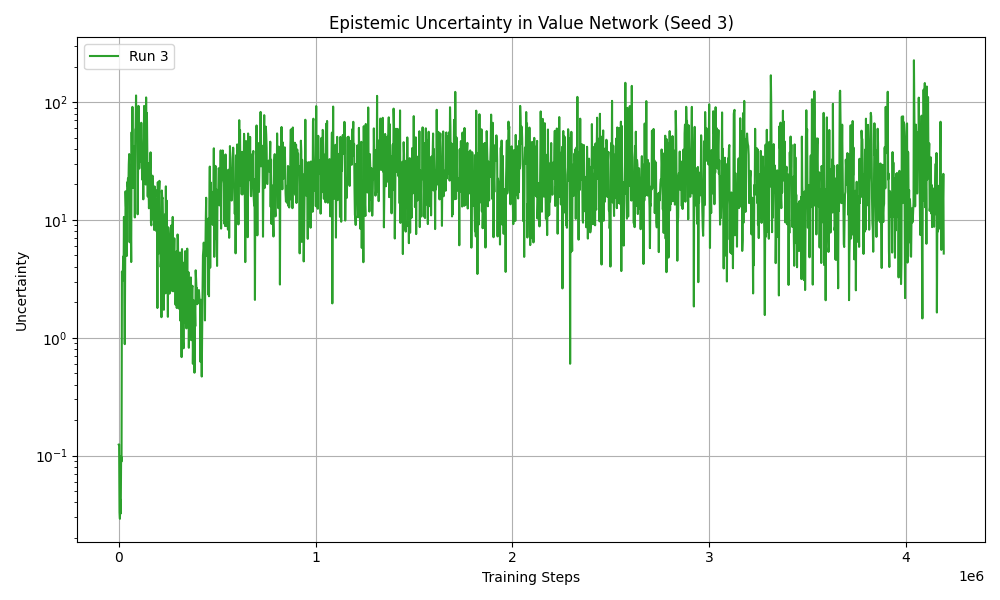 Epistemic Uncertainty in Value Network (Seed 3)
Run 3
Uncertainty
10²
10¹
10⁰
10⁻¹
0 1 2 3 4
1e6
Training Steps